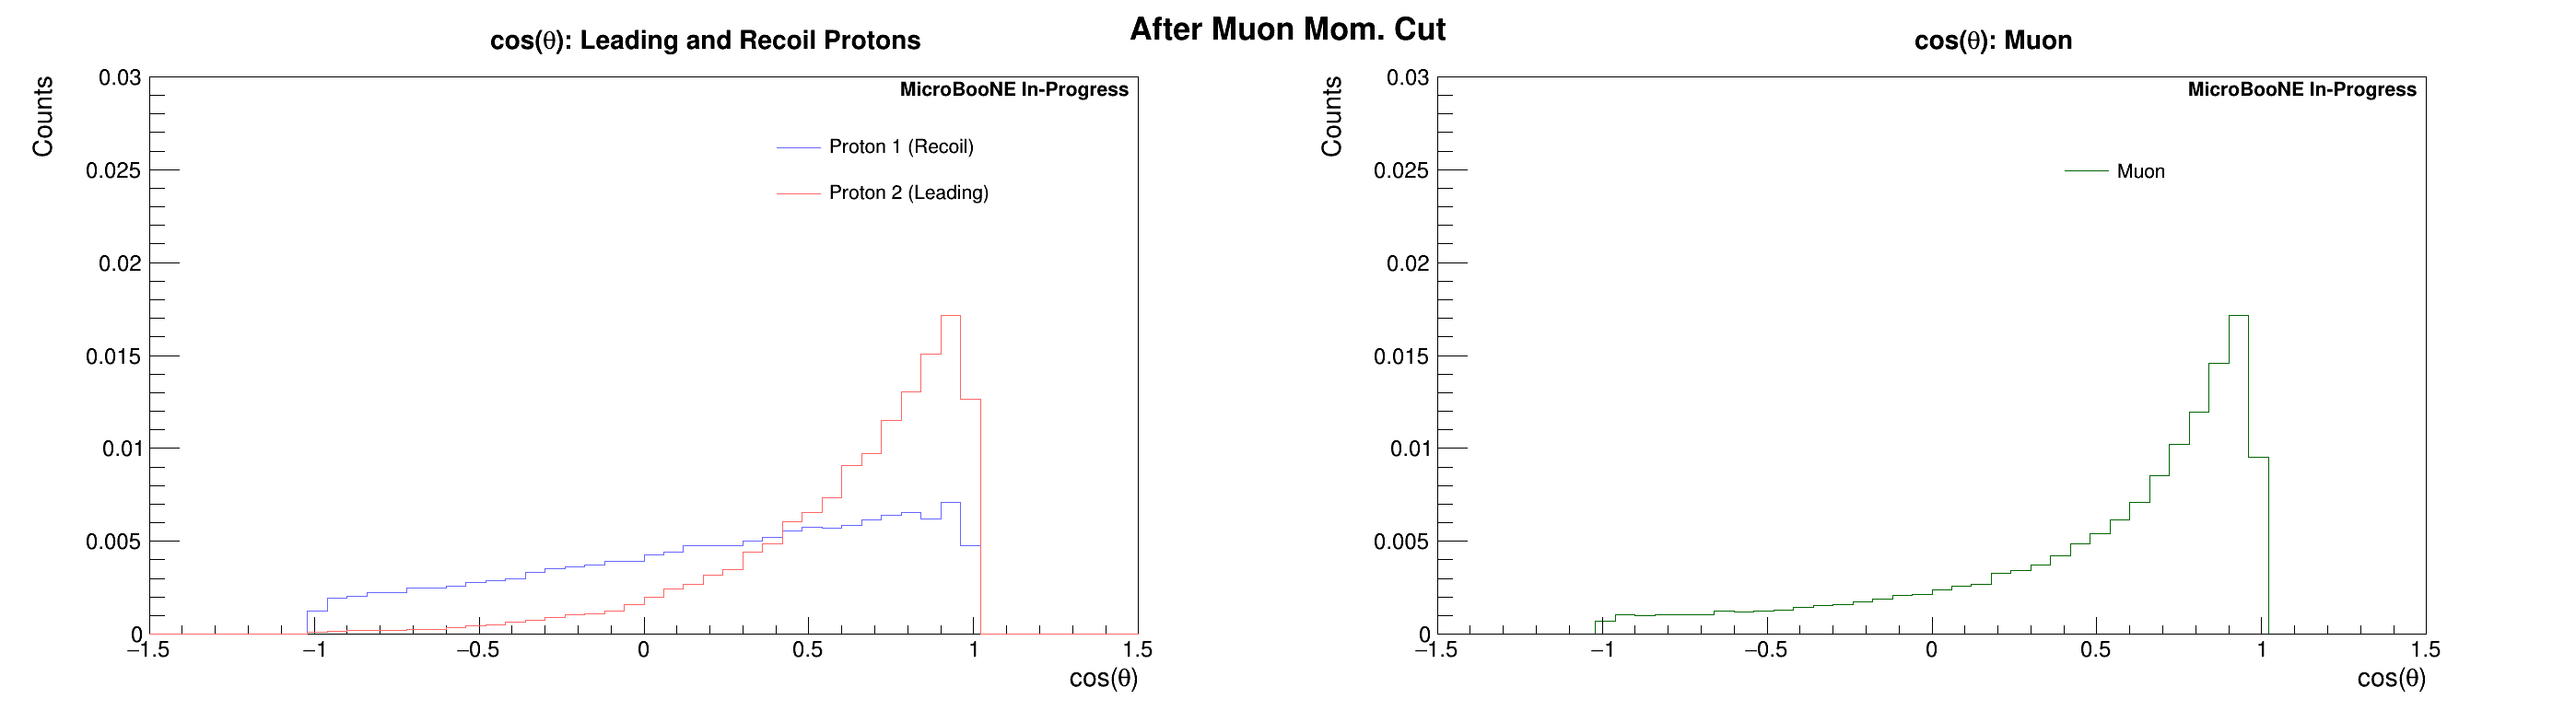 After Muon Mom. Cut
cos(θ): Leading and Recoil Protons
Counts
0.03
0.025
0.02
0.015
0.01
0.005
0
MicroBooNE In-Progress
Proton 1 (Recoil)
Proton 2 (Leading)
−1.5 −1 −0.5 0 0.5 1 1.5
cos(θ)
cos(θ): Muon
Counts
0.03
0.025
0.02
0.015
0.01
0.005
0
MicroBooNE In-Progress
Muon
−1.5 −1 −0.5 0 0.5 1 1.5
cos(θ)